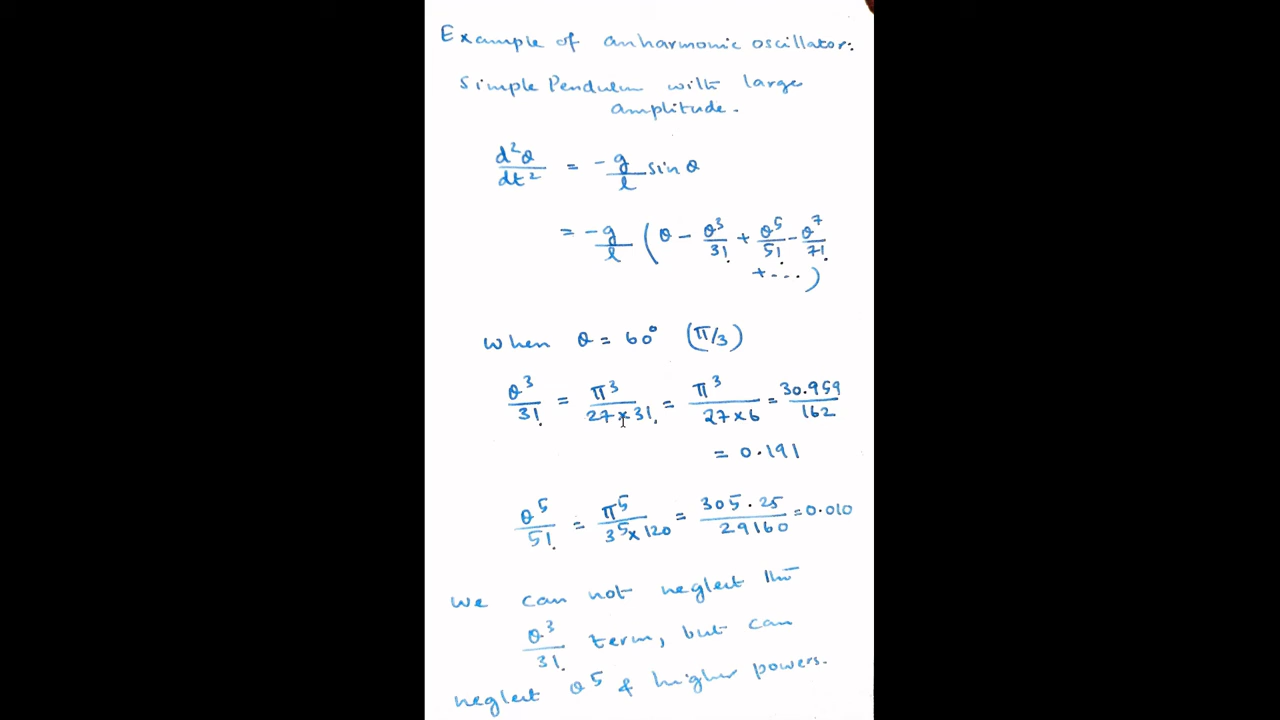 Example of anharmonic oscillator:
Simple Pendulum with large
amplitude.
d²θ/dt² = -g/l sin θ
= -g/l (θ - θ³/3! + θ⁵/5! - θ⁷/7!
+ ... )
When θ = 60° (π/3)
θ³/3! = π³/27×3! = π³/27×6 = 30.959/162
= 0.191
θ⁵/5! = π⁵/3⁵×120 = 305.25/29160 = 0.010
We can not neglect the
θ³/3! term, but can
neglect θ⁵ & higher powers.